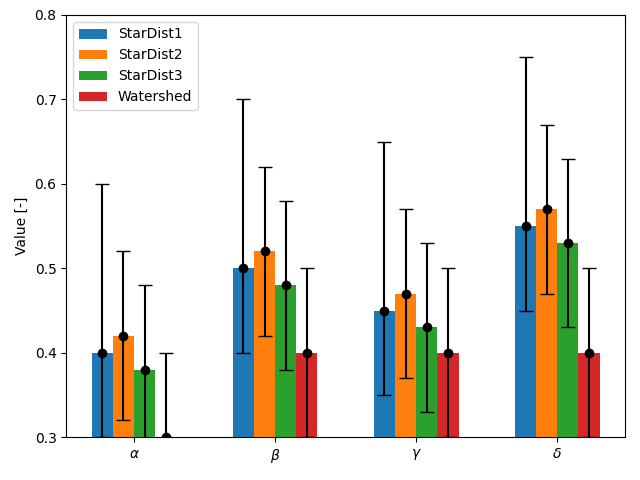 0.8
0.7
0.6
0.5
0.4
0.3
Value [-]
StarDist1
StarDist2
StarDist3
Watershed
α
β
γ
δ